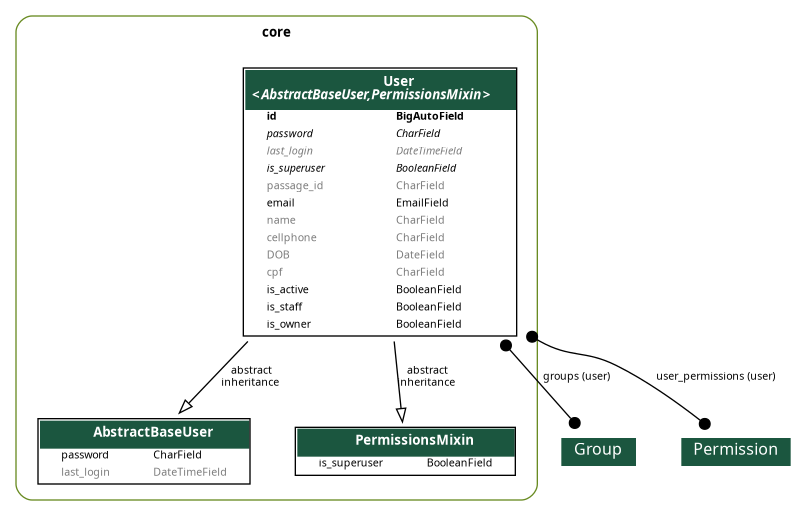 core
User
<AbstractBaseUser,PermissionsMixin>
id BigAutoField
password CharField
last_login DateTimeField
is_superuser BooleanField
passage_id CharField
email EmailField
name CharField
cellphone CharField
DOB DateField
cpf CharField
is_active BooleanField
is_staff BooleanField
is_owner BooleanField
abstract
inheritance
abstract
inheritance
groups (user)
user_permissions (user)
AbstractBaseUser
password CharField
last_login DateTimeField
PermissionsMixin
is_superuser BooleanField
Group
Permission